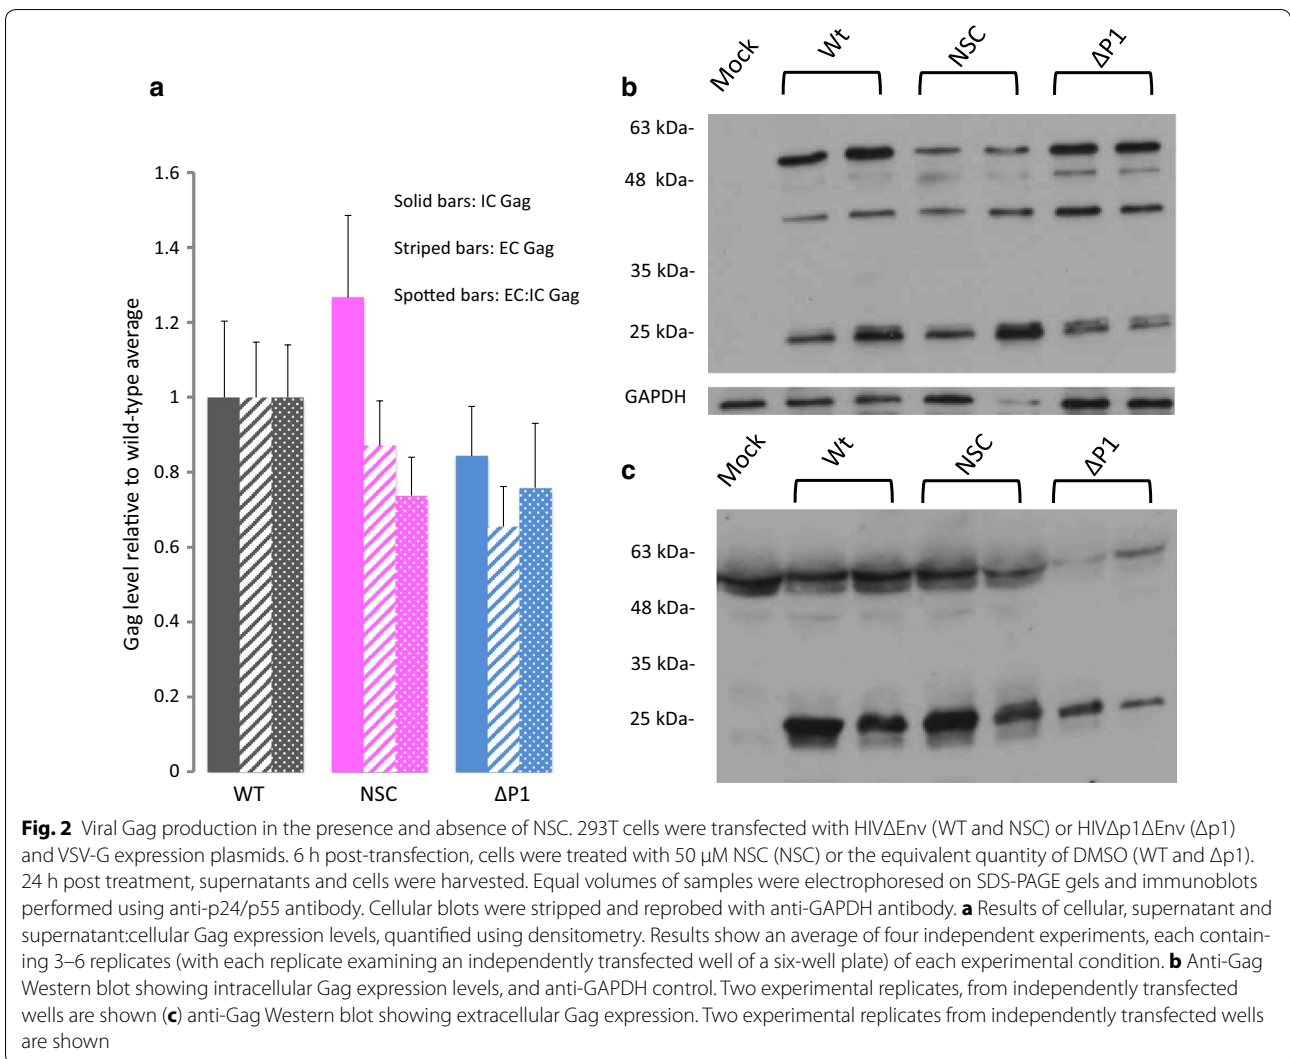 a
1.6
1.4
1.2
1
0.8
0.6
0.4
0.2
0
Gag level relative to wild-type average
Solid bars: IC Gag
Striped bars: EC Gag
Spotted bars: EC:IC Gag
WT NSC ΔP1
b
Mock Wt NSC ΔP1
63 kDa-
48 kDa-
35 kDa-
25 kDa-
GAPDH
c
Mock Wt NSC ΔP1
63 kDa-
48 kDa-
35 kDa-
25 kDa-
Fig. 2 Viral Gag production in the presence and absence of NSC. 293T cells were transfected with HIVΔEnv (WT and NSC) or HIVΔp1ΔEnv (Δp1)
and VSV-G expression plasmids. 6 h post-transfection, cells were treated with 50 μM NSC (NSC) or the equivalent quantity of DMSO (WT and Δp1).
24 h post treatment, supernatants and cells were harvested. Equal volumes of samples were electrophoresed on SDS-PAGE gels and immunoblots
performed using anti-p24/p55 antibody. Cellular blots were stripped and reprobed with anti-GAPDH antibody. a Results of cellular, supernatant and
supernatant:cellular Gag expression levels, quantified using densitometry. Results show an average of four independent experiments, each contain-
ing 3–6 replicates (with each replicate examining an independently transfected well of a six-well plate) of each experimental condition. b Anti-Gag
Western blot showing intracellular Gag expression levels, and anti-GAPDH control. Two experimental replicates, from independently transfected
wells are shown (c) anti-Gag Western blot showing extracellular Gag expression. Two experimental replicates from independently transfected wells
are shown